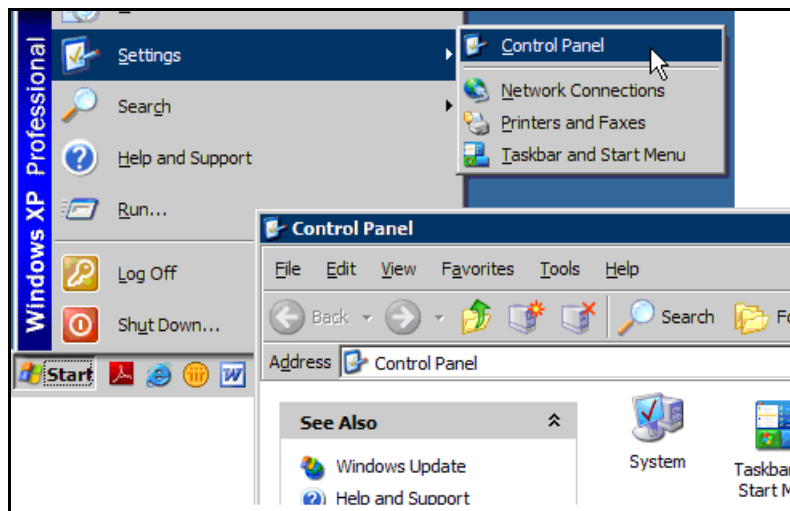 Windows XP Professional
Settings
Search
Help and Support
Run...
Log Off
Shut Down...
Start
Control Panel
Network Connections
Printers and Faxes
Taskbar and Start Menu
Control Panel
File Edit View Favorites Tools Help
Back Search
Address Control Panel
See Also
Windows Update
Help and Support
System
Start